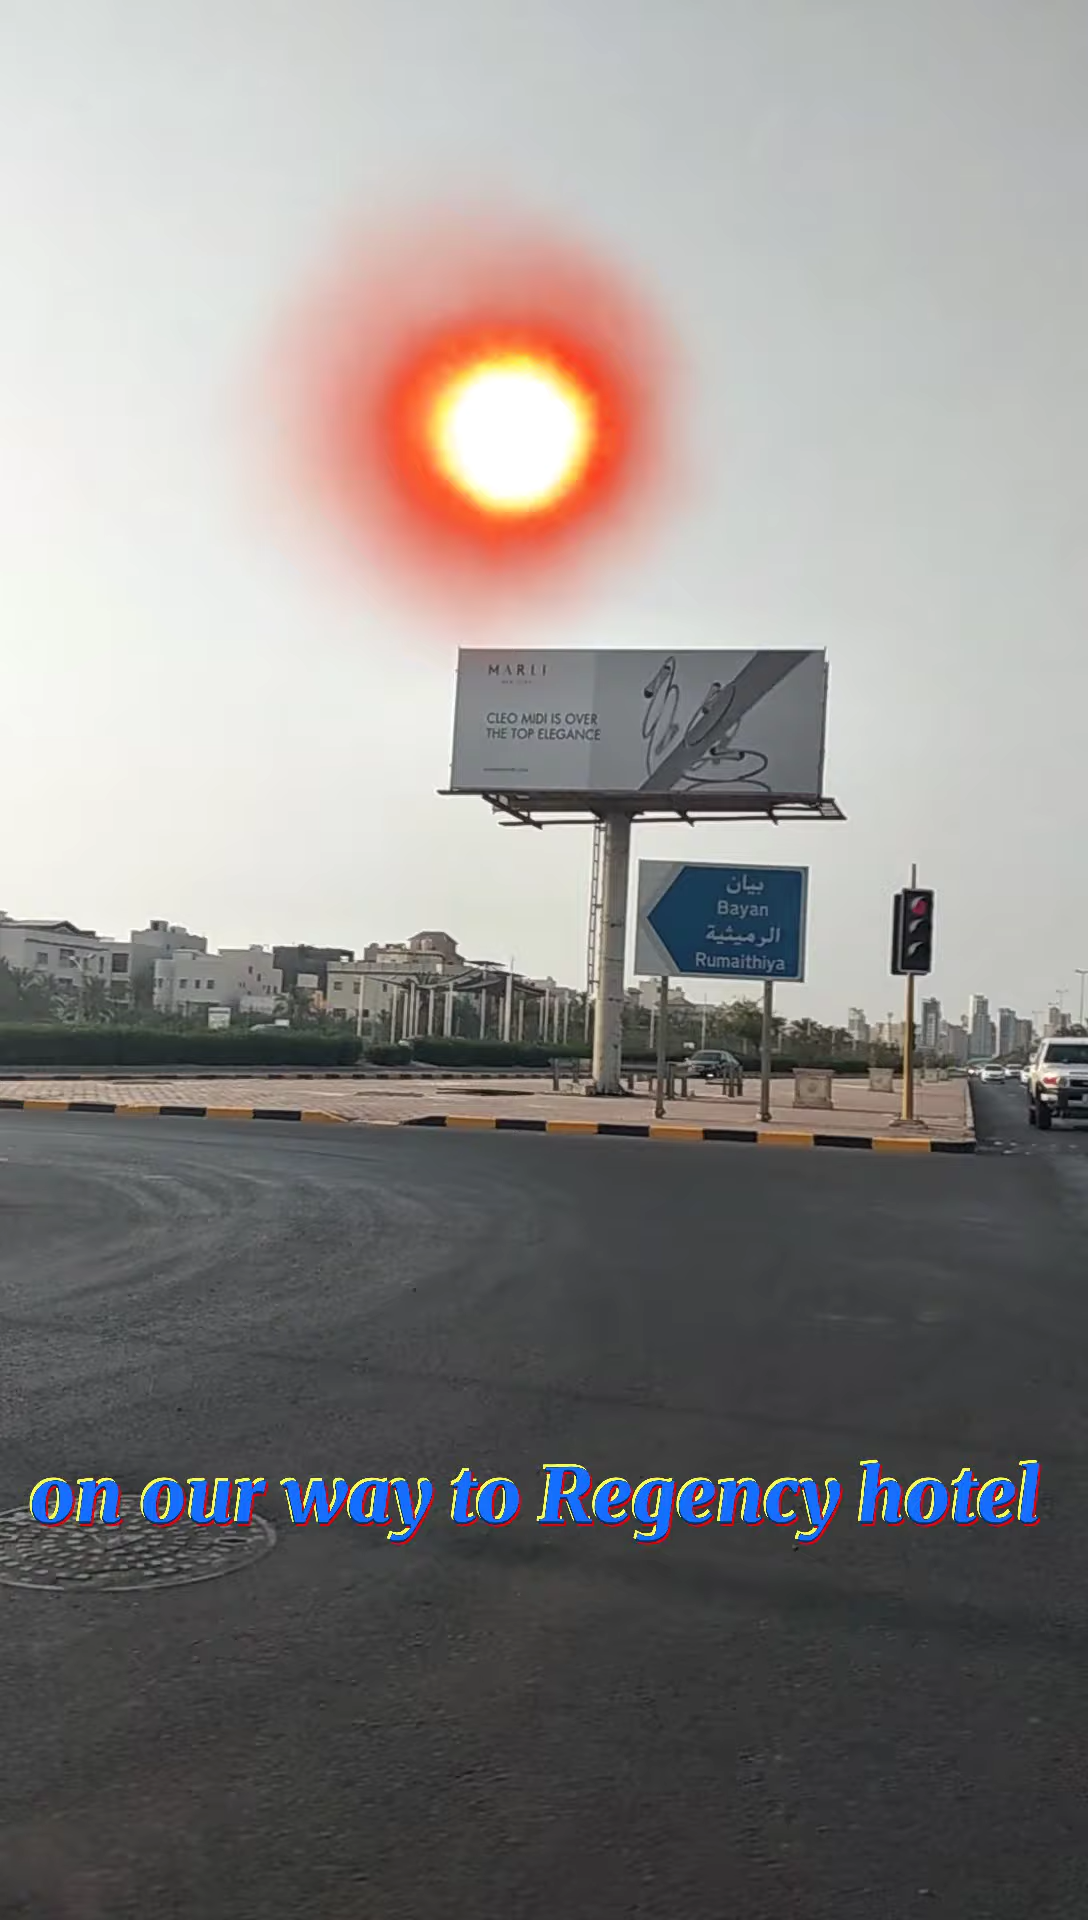 MARLI
CLEO MIDI IS OVER
THE TOP ELEGANCE
بيان
Bayan
الرميثية
Rumaithiya
on our way to Regency hotel